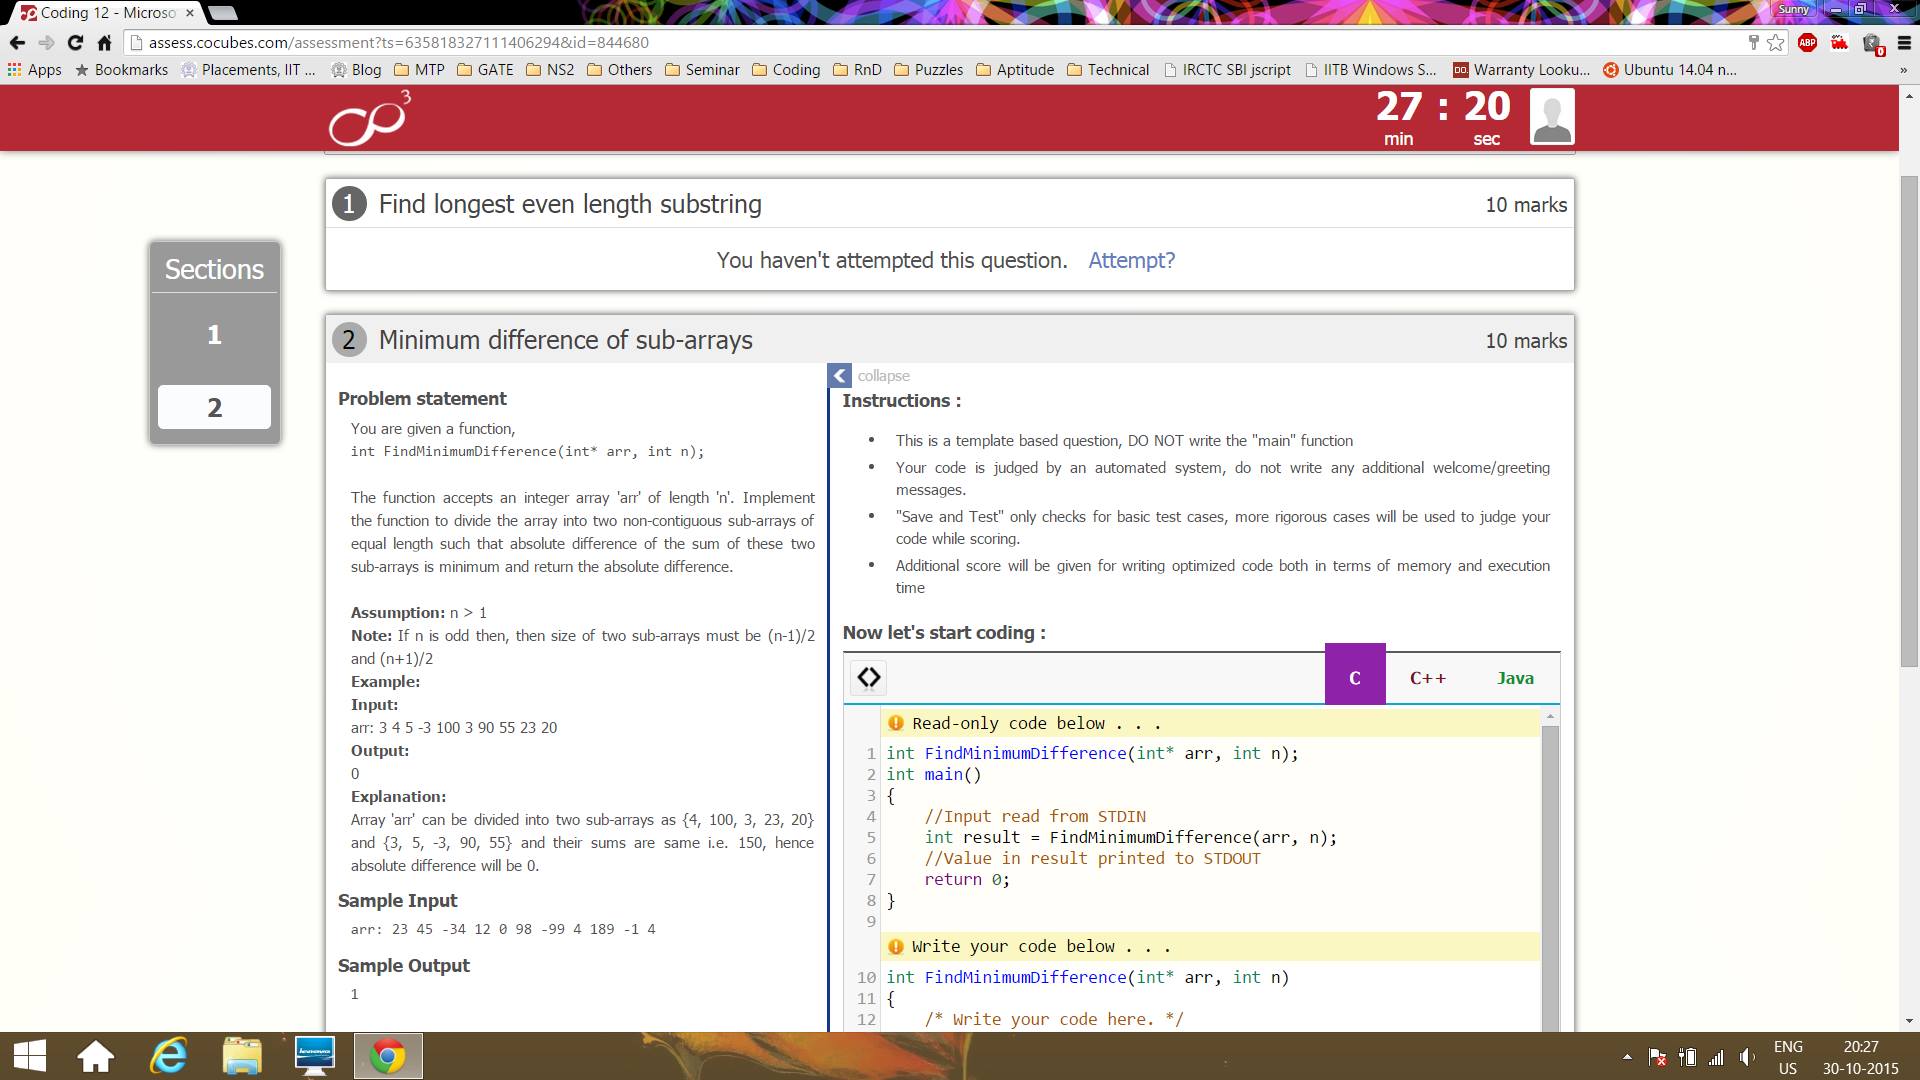 Coding 12 - Microso
Sunny
assess.cocubes.com/assessment?ts=635818327111406294&id=844680
ABP
0
Apps Bookmarks Placements, IIT ... Blog MTP GATE NS2 Others Seminar Coding RnD Puzzles Aptitude Technical IRCTC SBI jscript IITB Windows S... DO. Warranty Looku... Ubuntu 14.04 n... »
3
27 : 20
min sec
1 Find longest even length substring 10 marks
You haven't attempted this question. Attempt?
Sections
1
2
2 Minimum difference of sub-arrays 10 marks
Problem statement
You are given a function,
int FindMinimumDifference(int* arr, int n);
The function accepts an integer array 'arr' of length 'n'. Implement
the function to divide the array into two non-contiguous sub-arrays of
equal length such that absolute difference of the sum of these two
sub-arrays is minimum and return the absolute difference.
Assumption: n > 1
Note: If n is odd then, then size of two sub-arrays must be (n-1)/2
and (n+1)/2
Example:
Input:
arr: 3 4 5 -3 100 3 90 55 23 20
Output:
0
Explanation:
Array 'arr' can be divided into two sub-arrays as {4, 100, 3, 23, 20}
and {3, 5, -3, 90, 55} and their sums are same i.e. 150, hence
absolute difference will be 0.
Sample Input
arr: 23 45 -34 12 0 98 -99 4 189 -1 4
Sample Output
1
collapse
Instructions :
• This is a template based question, DO NOT write the "main" function
• Your code is judged by an automated system, do not write any additional welcome/greeting
messages.
• "Save and Test" only checks for basic test cases, more rigorous cases will be used to judge your
code while scoring.
• Additional score will be given for writing optimized code both in terms of memory and execution
time
Now let's start coding :
C C++ Java
Read-only code below . . .
1 int FindMinimumDifference(int* arr, int n);
2 int main()
3 {
4 //Input read from STDIN
5 int result = FindMinimumDifference(arr, n);
6 //Value in result printed to STDOUT
7 return 0;
8 }
9
Write your code below . . .
10 int FindMinimumDifference(int* arr, int n)
11 {
12 /* Write your code here. */
ENG
US
20:27
30-10-2015